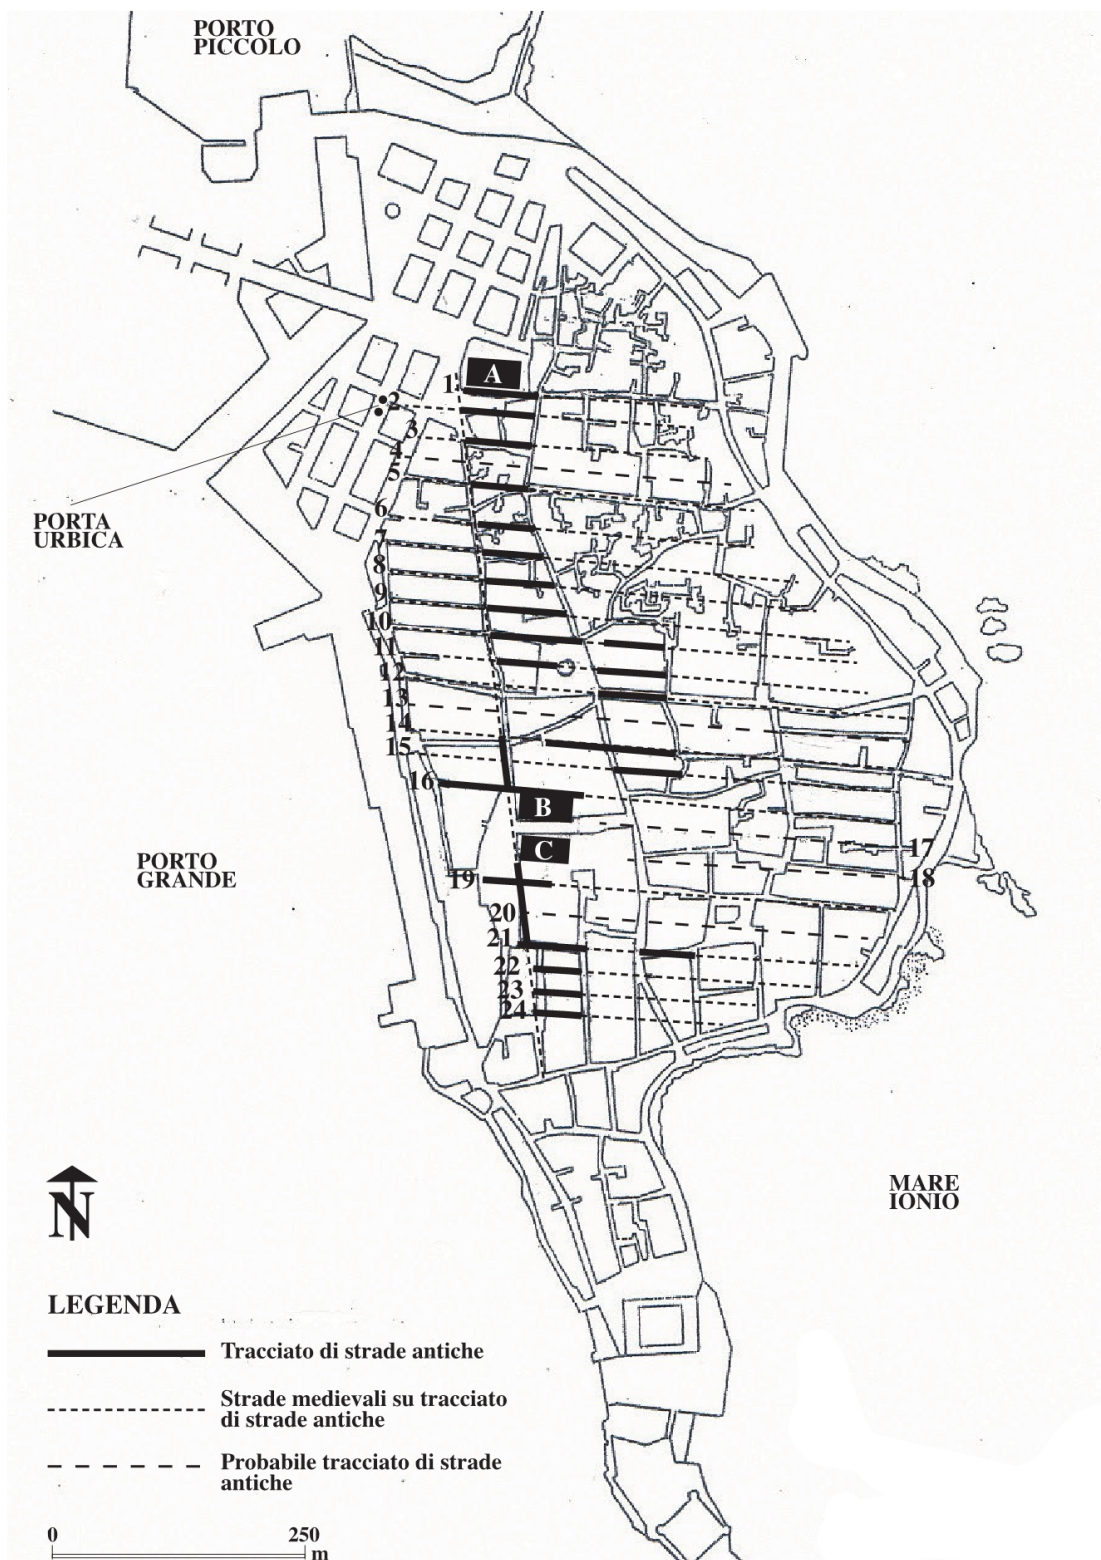 PORTO
PICCOLO
A
1
2
3
4
5
PORTA
URBICA
6
7
8
9
10
11
12
13
14
15
16
B
17
PORTO
GRANDE
C
18
19
20
21
22
23
24
MARE
IONIO
N
LEGENDA
Tracciato di strade antiche
Strade medievali su tracciato
di strade antiche
Probabile tracciato di strade
antiche
0 250
m